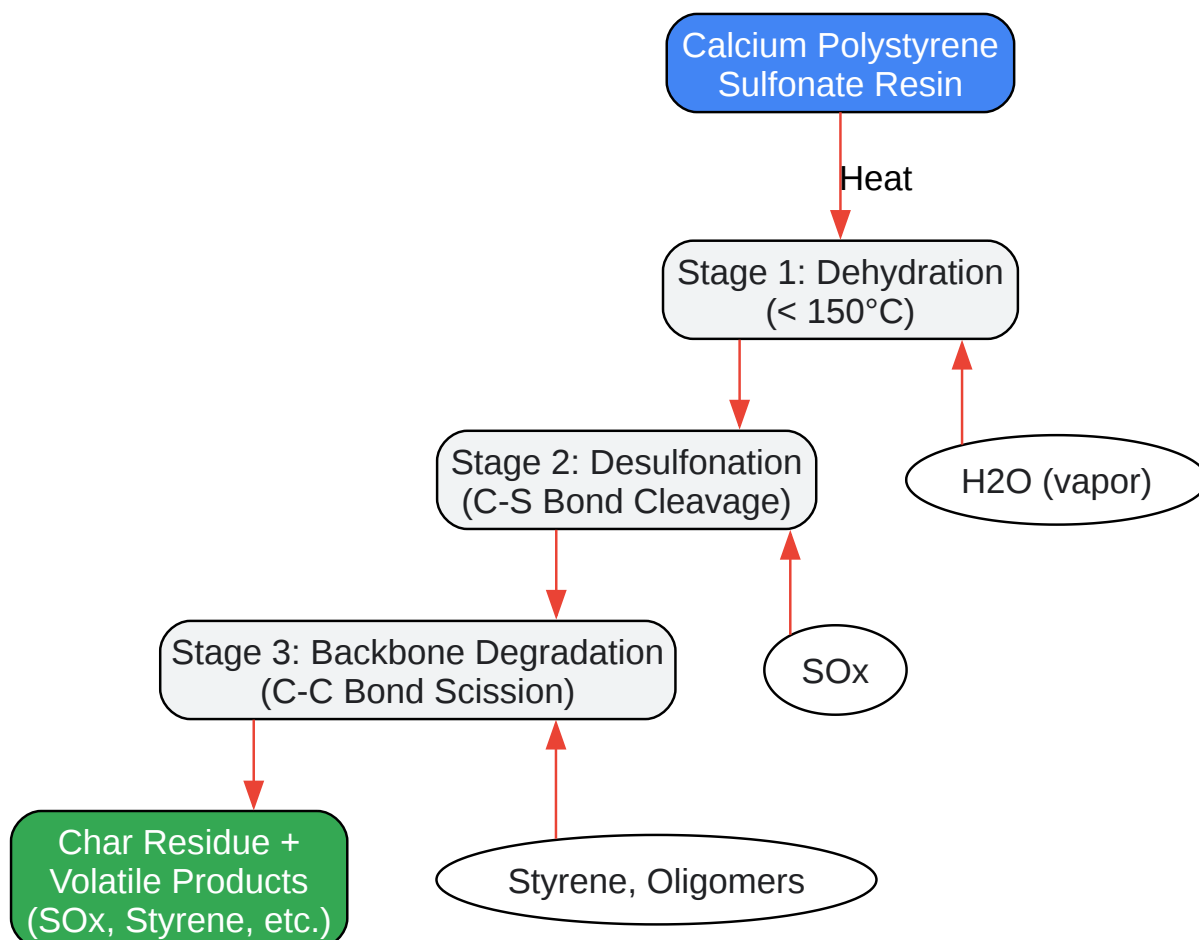 Calcium Polystyrene
Sulfonate Resin
Heat
Stage 1: Dehydration
(< 150°C)
Stage 2: Desulfonation
(C-S Bond Cleavage)
H2O (vapor)
Stage 3: Backbone Degradation
(C-C Bond Scission)
SOx
Char Residue +
Volatile Products
(SOx, Styrene, etc.)
Styrene, Oligomers